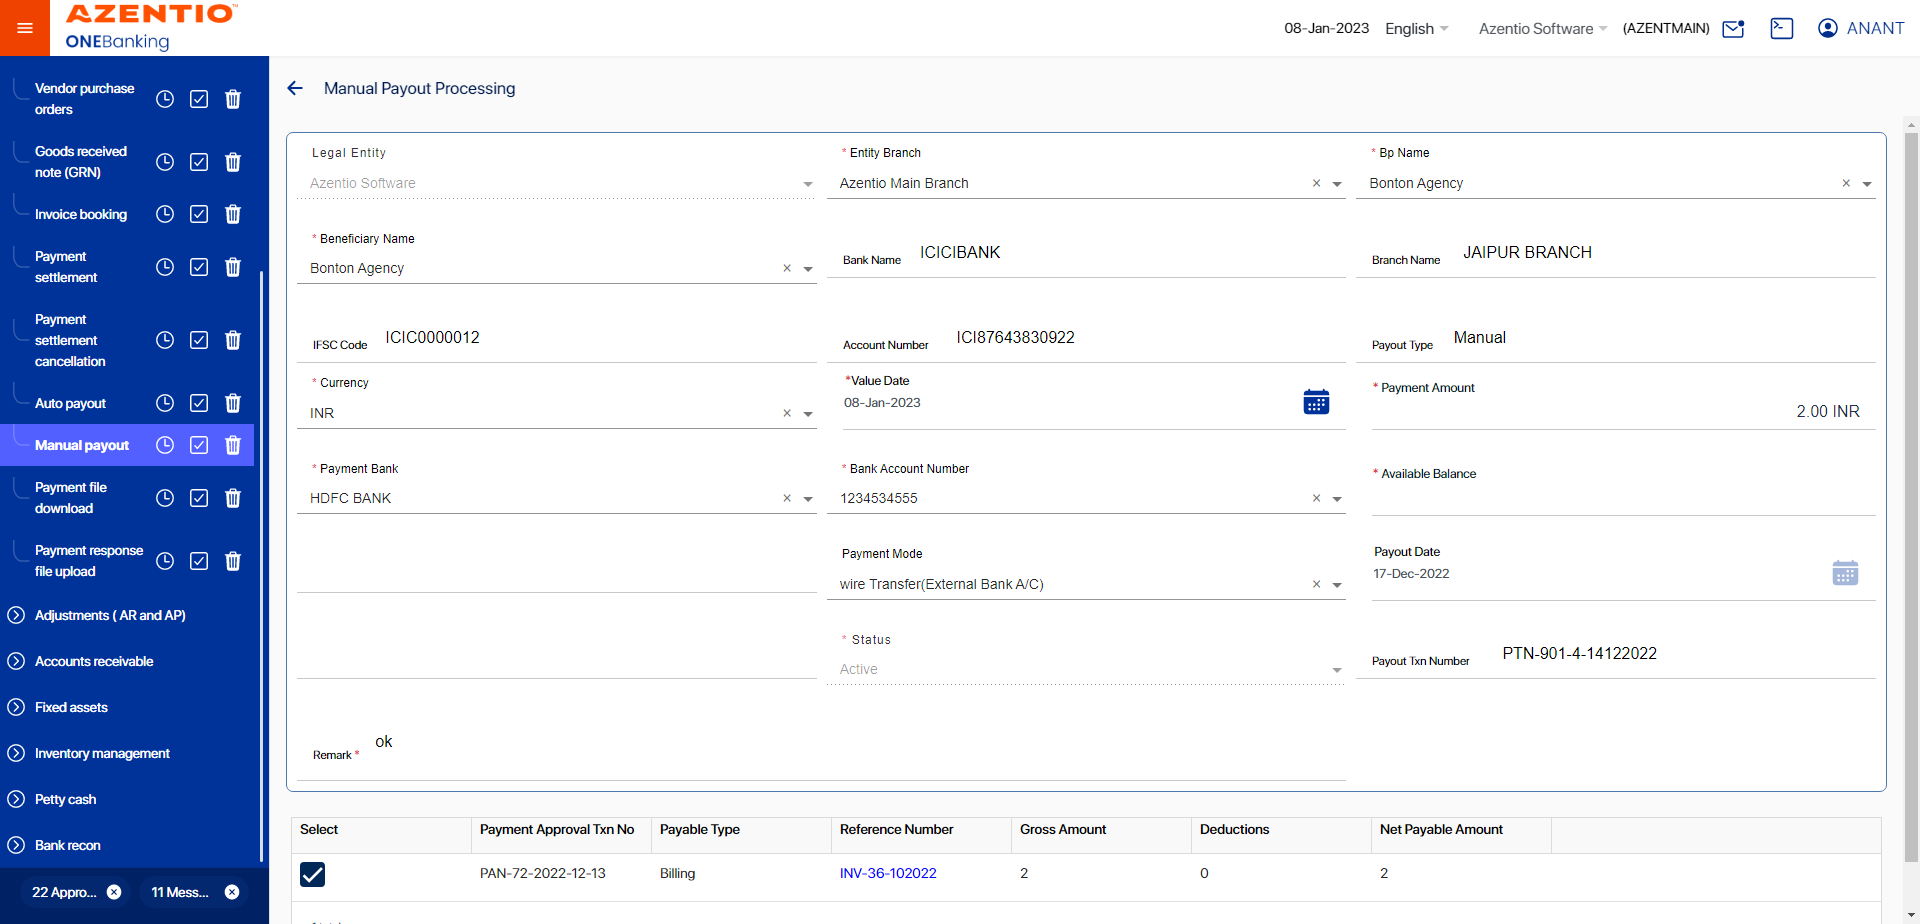 AZENTIO™
ONEBanking
08-Jan-2023 English Azentio Software (AZENTMAIN) ANANT
Vendor purchase
orders
Goods received
note (GRN)
Invoice booking
Payment
settlement
Payment
settlement
cancellation
Auto payout
Manual payout
Payment file
download
Payment response
file upload
Adjustments ( AR and AP)
Accounts receivable
Fixed assets
Inventory management
Petty cash
Bank recon
22 Appro...
11 Mess...
Manual Payout Processing
Legal Entity
Azentio Software
* Entity Branch
Azentio Main Branch
* Bp Name
Bonton Agency
* Beneficiary Name
Bonton Agency
Bank Name ICICIBANK
Branch Name JAIPUR BRANCH
IFSC Code ICIC0000012
Account Number ICI87643830922
Payout Type Manual
* Currency
INR
*Value Date
08-Jan-2023
* Payment Amount
2.00 INR
* Payment Bank
HDFC BANK
* Bank Account Number
1234534555
* Available Balance
Payment Mode
wire Transfer(External Bank A/C)
Payout Date
17-Dec-2022
* Status
Active
Payout Txn Number PTN-901-4-14122022
Remark * ok
Select Payment Approval Txn No Payable Type Reference Number Gross Amount Deductions Net Payable Amount
PAN-72-2022-12-13 Billing INV-36-102022 2 0 2